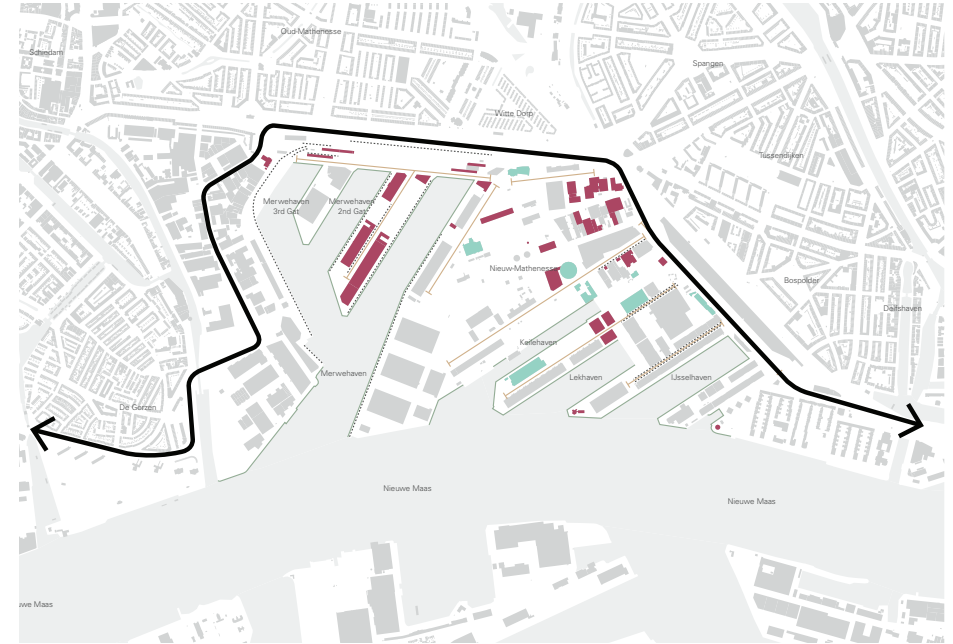 Oud-Mathenesse
Schiedam
Spangen
Witte Dorp
Tussendijken
Merwehaven
3rd Gat
Merwehaven
2nd Gat
Nieuw-Mathenesse
Bospolder
Delfshaven
Keilehaven
Merwehaven
Lekhaven
IJsselhaven
De Gorzen
Nieuwe Maas
Nieuwe Maas
uwe Maas